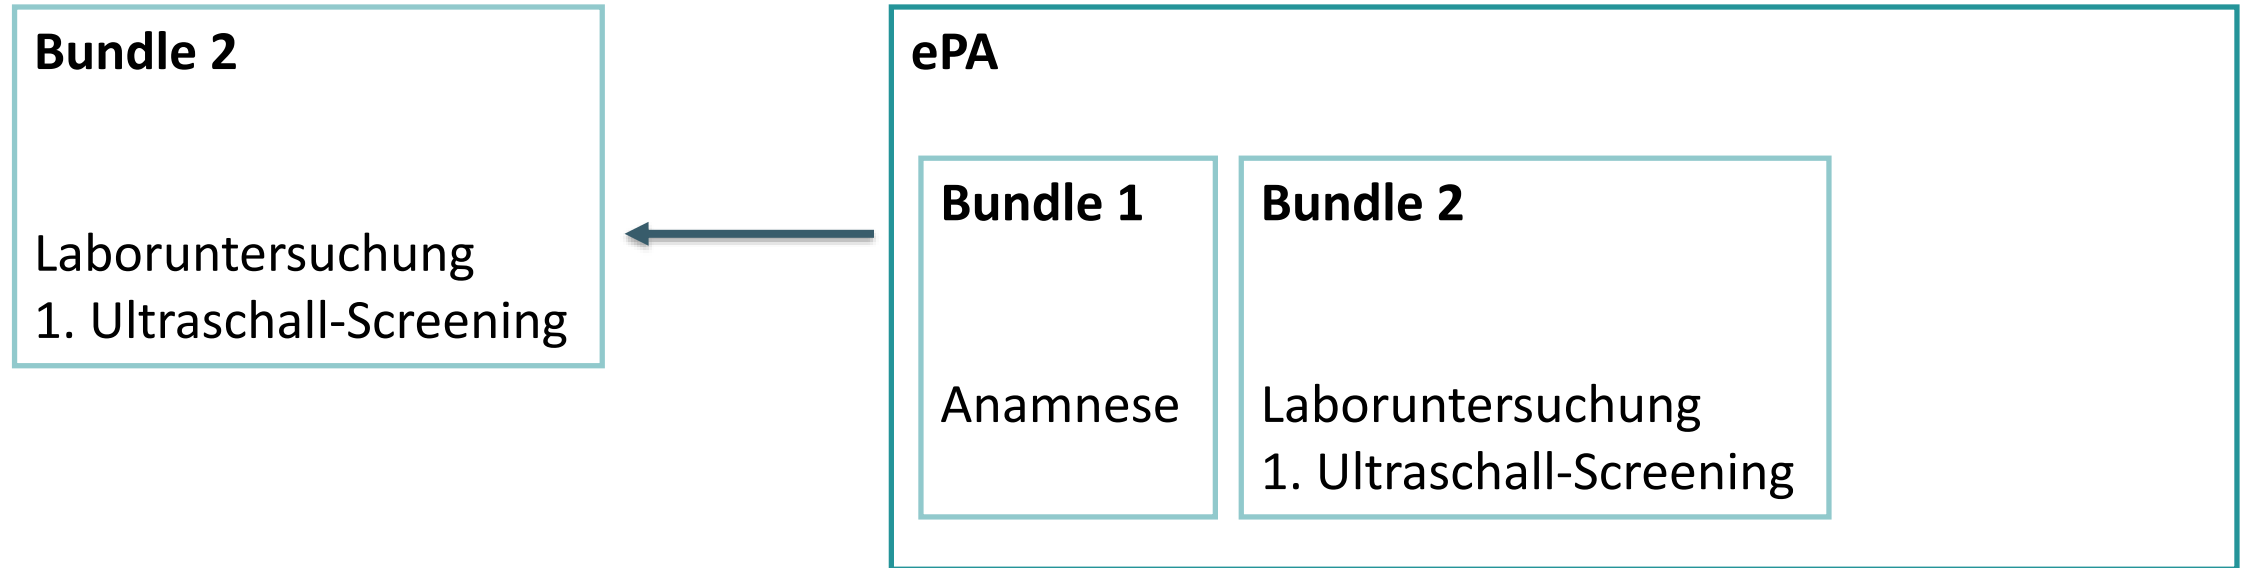 Bundle 2
Laboruntersuchung
1. Ultraschall-Screening
ePA
Bundle 1
Anamnese
Bundle 2
Laboruntersuchung
1. Ultraschall-Screening